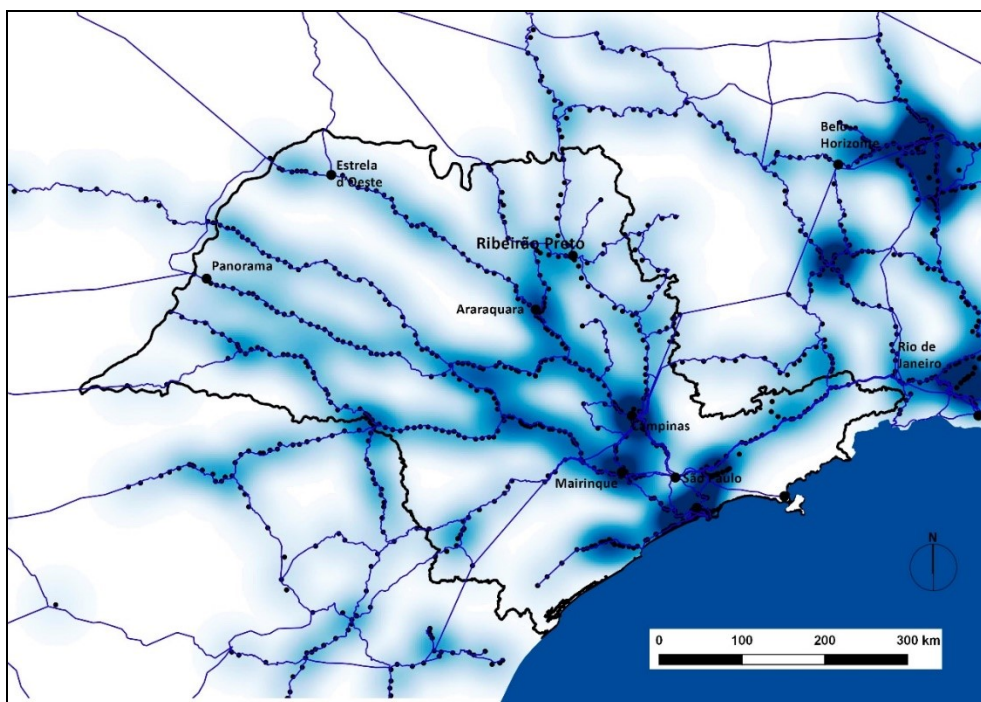 Belo
Horizonte
Estrela
d'Oeste
Ribeirão Preto
Panorama
Araraquara
Rio de
Janeiro
Campinas
Mairinque
São Paulo
N
0 100 200 300 km